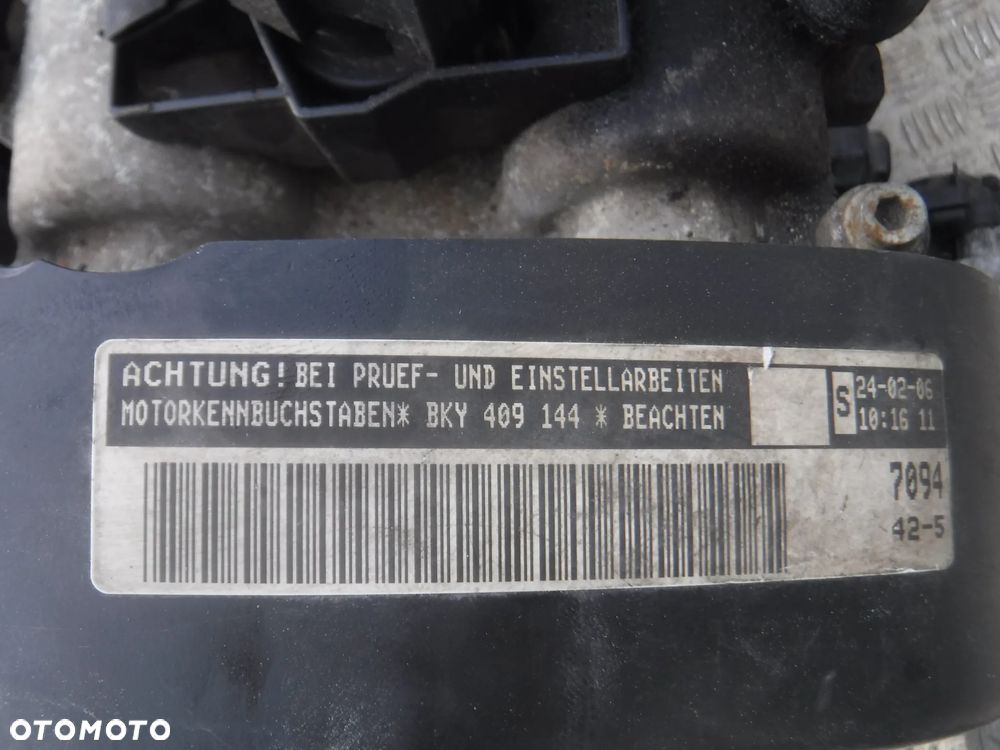 ACHTUNG! BEI PRUEF- UND EINSTELLARBEITEN
MOTORKENNBUCHSTABEN* BKY 409 144 * BEACHTEN
S
24-02-06
10:16 11
7094
42-5
OTOMOTO